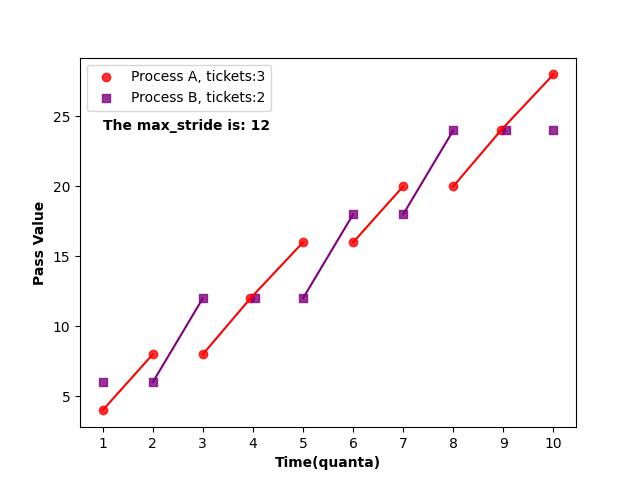 Process A, tickets:3
Process B, tickets:2
The max_stride is: 12
25
20
15
10
5
Pass Value
1 2 3 4 5 6 7 8 9 10
Time(quanta)